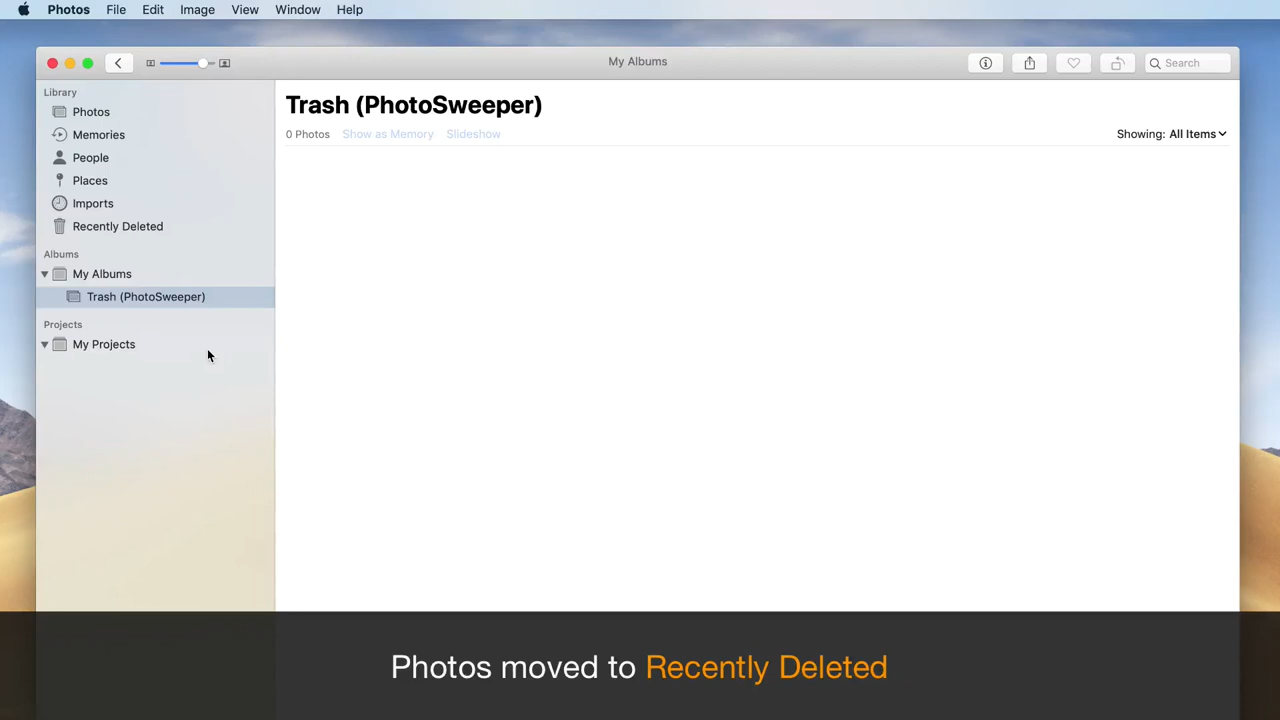 Photos File Edit Image View Window Help
My Albums
Search
Library
Photos
Memories
People
Places
Imports
Recently Deleted
Albums
My Albums
Trash (PhotoSweeper)
Projects
My Projects
Trash (PhotoSweeper)
0 Photos Show as Memory Slideshow
Showing: All Items
Photos moved to Recently Deleted